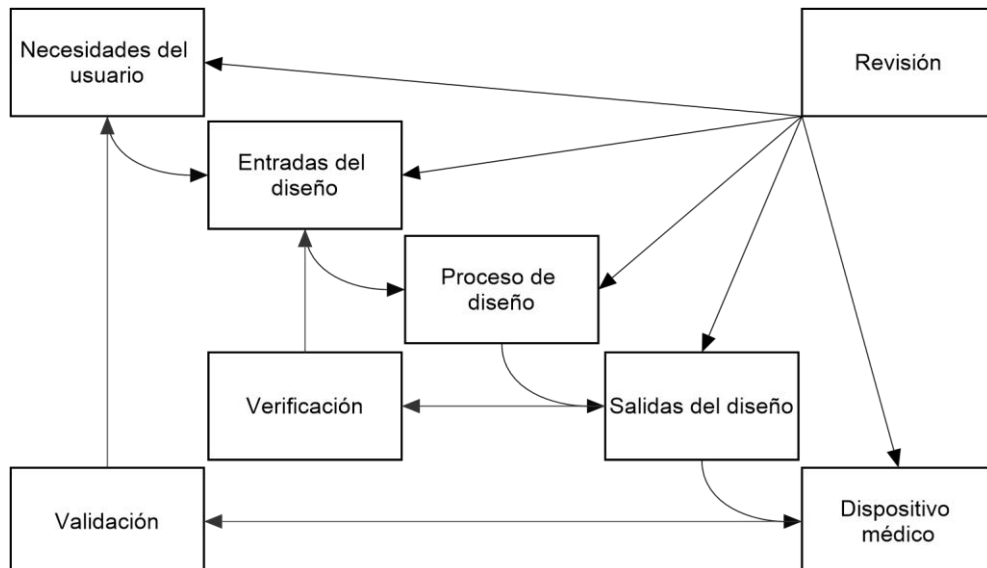 Necesidades del
usuario
Revisión
Entradas del
diseño
Proceso de
diseño
Verificación
Salidas del diseño
Validación
Dispositivo
médico